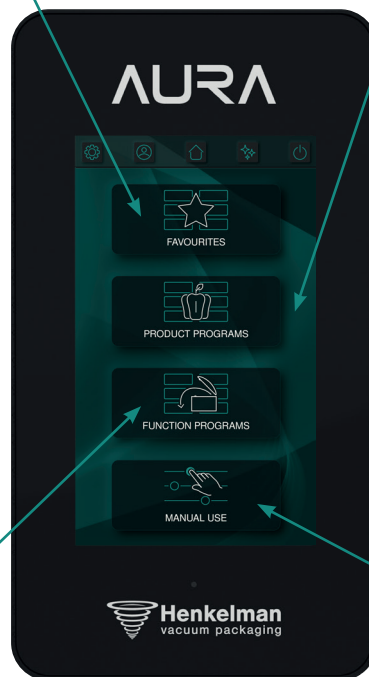 AURA
FAVOURITES
PRODUCT PROGRAMS
FUNCTION PROGRAMS
MANUAL USE
Henkelman
vacuum packaging